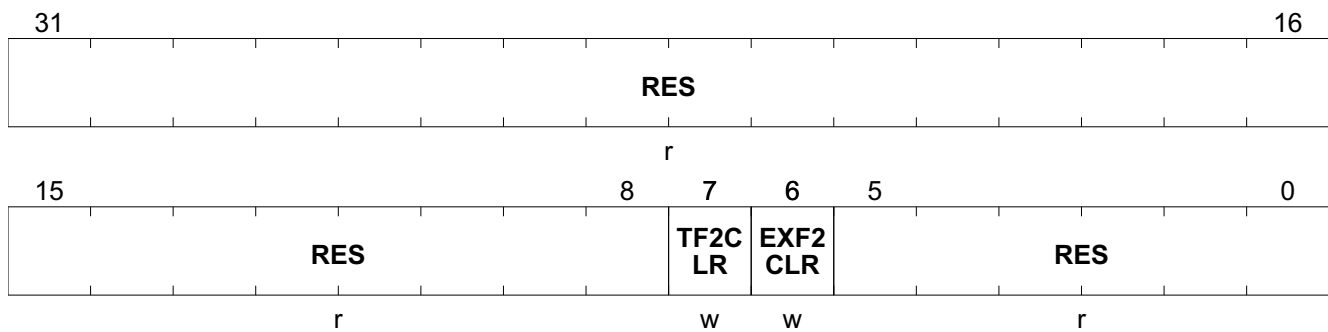 31 16
RES
r
15 8 7 6 5 0
RES TF2C LR EXF2 CLR RES
r w w r